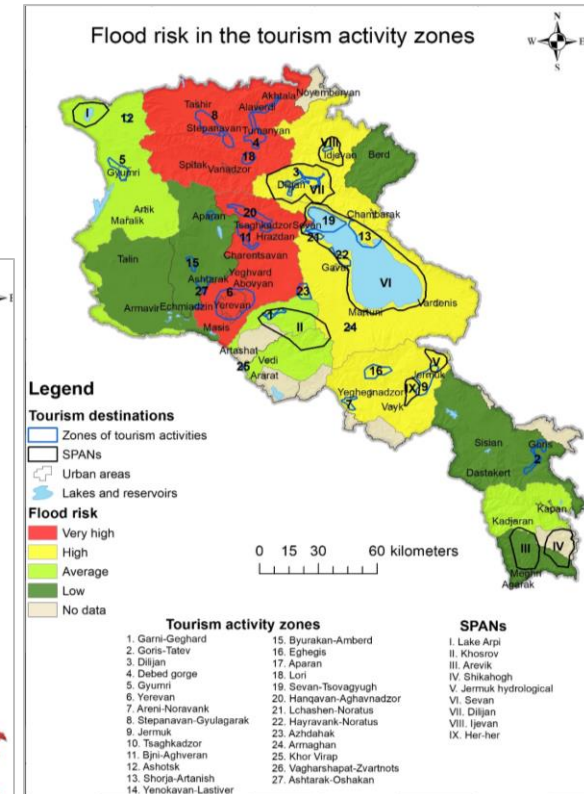 Flood risk in the tourism activity zones
N
W E
S
I
12
Noyemberyan
Akhtala
Tashir
8
Alaverdi
Stepanavan
Tumanyan
4
VIII
Idjevan
5
Gyumri
18
Spitak
Vanadzor
3
Dilijan
VII
Berd
Artik
Maralik
Aparan
20
Tsaghkadzor
Sevan
19
Chambarak
11
Hrazdan
21
13
Talin
Charentsavan
22
Gavar
15
Ashtarak
Yeghvard
Abovyan
VI
27
6
23
Armavir
Echmiadzin
Yerevan
Vardenis
Martuni
Masis
1
II
24
Artashat
Vedi
25
Ararat
16
V
Jermuk
Yeghegnadzor
IX
9
7
Vayk
Sisian
Goris
2
Dastakert
Kapan
Kadjaran
III
IV
Meghri
Agarak
Legend
Tourism destinations
Zones of tourism activities
SPANs
Urban areas
Lakes and reservoirs
Flood risk
Very high
High
Average
Low
No data
0 15 30 60 kilometers
Tourism activity zones
1. Garni-Geghard
2. Goris-Tatev
3. Dilijan
4. Debed gorge
5. Gyumri
6. Yerevan
7. Areni-Noravank
8. Stepanavan-Gyulagarak
9. Jermuk
10. Tsaghkadzor
11. Bjni-Aghveran
12. Ashotsk
13. Shorja-Artanish
14. Yenokavan-Lastiver
15. Byurakan-Amberd
16. Eghegis
17. Aparan
18. Lori
19. Sevan-Tsovagyugh
20. Hanqavan-Aghavnadzor
21. Lchashen-Noratus
22. Hayravank-Noratus
23. Azhdahak
24. Armaghan
25. Khor Virap
26. Vagharshapat-Zvartnots
27. Ashtarak-Oshakan
SPANs
I. Lake Arpi
II. Khosrov
III. Arevik
IV. Shikahogh
V. Jermuk hydrological
VI. Sevan
VII. Dilijan
VIII. Ijevan
IX. Her-her